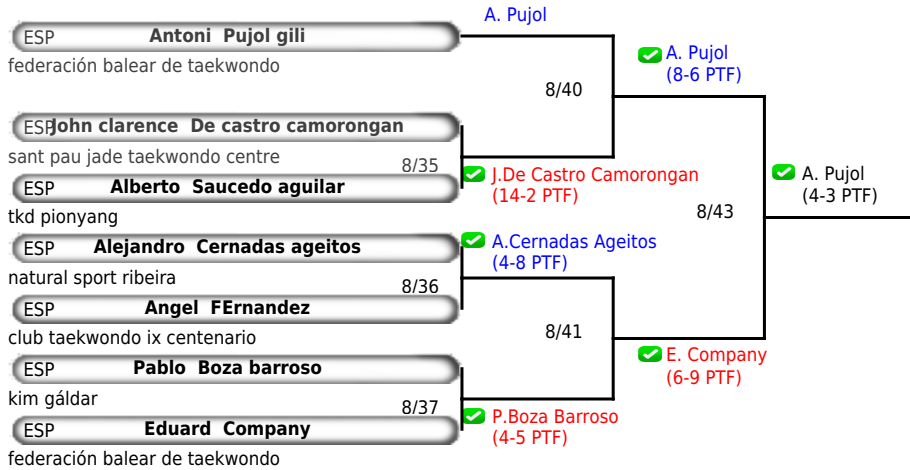 A. Pujol
ESP Antoni Pujol gili
federación balear de taekwondo
A. Pujol
(8-6 PTF)
8/40
ESP John clarence De castro camorongan
sant pau jade taekwondo centre
8/35
J.De Castro Camorongan
(14-2 PTF)
ESP Alberto Saucedo aguilar
tkd pionyang
A. Pujol
(4-3 PTF)
8/43
ESP Alejandro Cernadas ageitos
natural sport ribeira
A.Cernadas Ageitos
(4-8 PTF)
8/36
ESP Angel FErnandez
club taekwondo ix centenario
8/41
E. Company
(6-9 PTF)
ESP Pablo Boza barroso
kim gáldar
8/37
P.Boza Barroso
(4-5 PTF)
ESP Eduard Company
federación balear de taekwondo